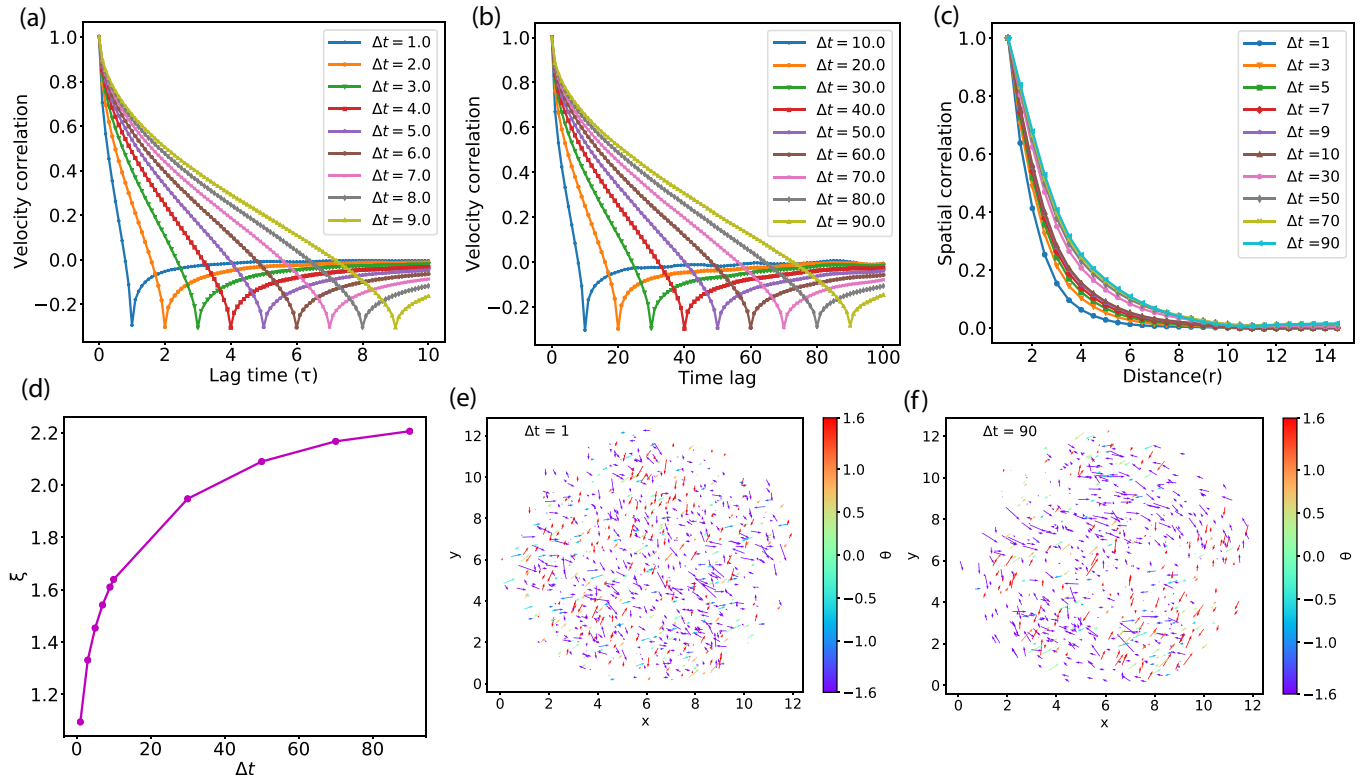 (a)
1.0
0.8
0.6
0.4
0.2
0.0
−0.2
Velocity correlation
0
2
4
6
8
10
Lag time (τ)
Δt = 1.0
Δt = 2.0
Δt = 3.0
Δt = 4.0
Δt = 5.0
Δt = 6.0
Δt = 7.0
Δt = 8.0
Δt = 9.0
(b)
1.0
0.8
0.6
0.4
0.2
0.0
−0.2
Velocity correlation
0
20
40
60
80
100
Time lag
Δt = 10.0
Δt = 20.0
Δt = 30.0
Δt = 40.0
Δt = 50.0
Δt = 60.0
Δt = 70.0
Δt = 80.0
Δt = 90.0
(c)
1.0
0.8
0.6
0.4
0.2
0.0
Spatial correlation
2
4
6
8
10
12
14
Distance(r)
Δt =1
Δt =3
Δt =5
Δt =7
Δt =9
Δt =10
Δt =30
Δt =50
Δt =70
Δt =90
(d)
2.2
2.0
1.8
1.6
1.4
1.2
ξ
0
20
40
60
80
Δt
(e)
Δt = 1
12
10
8
6
4
2
0
y
0
2
4
6
8
10
12
x
1.6
1.0
0.5
0.0
−0.5
−1.0
−1.6
θ
(f)
Δt = 90
12
10
8
6
4
2
0
y
0
2
4
6
8
10
12
x
1.6
1.0
0.5
0.0
−0.5
−1.0
−1.6
θ